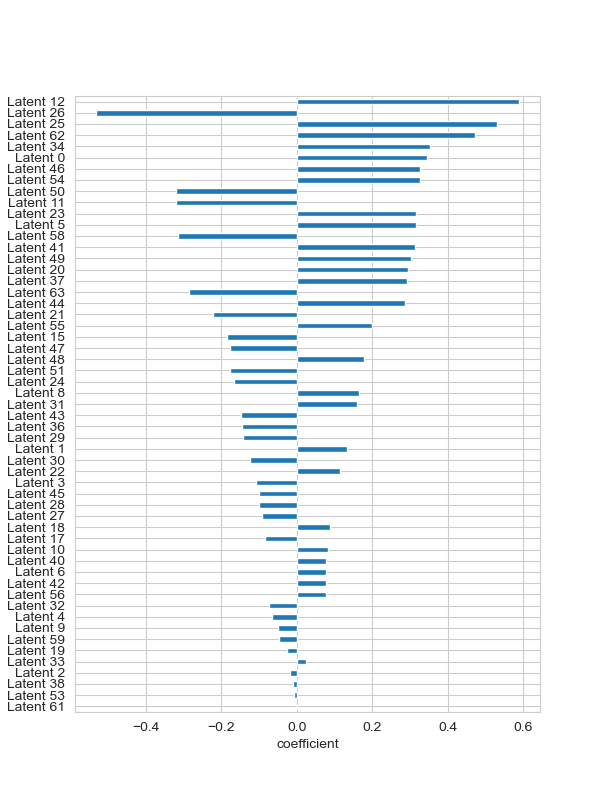 Latent 12
Latent 26
Latent 25
Latent 62
Latent 34
Latent 0
Latent 46
Latent 54
Latent 50
Latent 11
Latent 23
Latent 5
Latent 58
Latent 41
Latent 49
Latent 20
Latent 37
Latent 63
Latent 44
Latent 21
Latent 55
Latent 15
Latent 47
Latent 48
Latent 51
Latent 24
Latent 8
Latent 31
Latent 43
Latent 36
Latent 29
Latent 1
Latent 30
Latent 22
Latent 3
Latent 45
Latent 28
Latent 27
Latent 18
Latent 17
Latent 10
Latent 40
Latent 6
Latent 42
Latent 56
Latent 32
Latent 4
Latent 9
Latent 59
Latent 19
Latent 33
Latent 2
Latent 38
Latent 53
Latent 61
−0.4 −0.2 0.0 0.2 0.4 0.6
coefficient